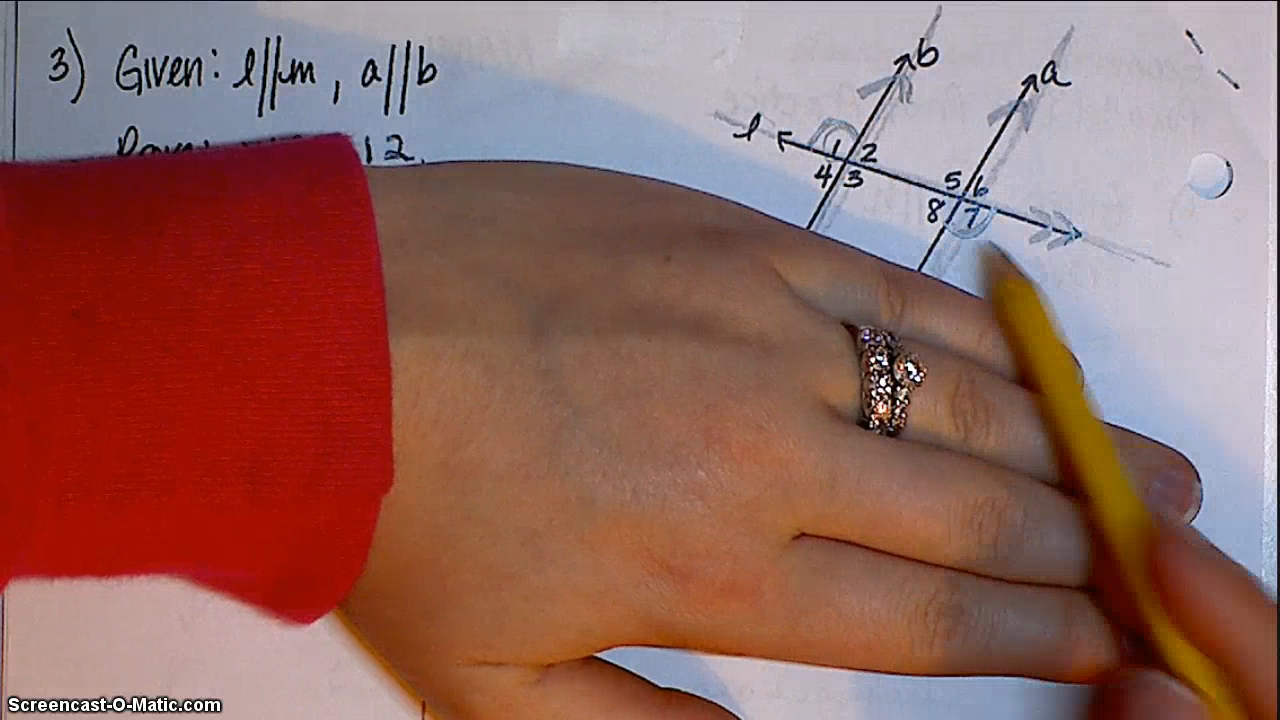 3) Given: l||m, a||b
12.
b
a
l
1 2
4 3
5 6
8 7
Screencast-O-Matic.com